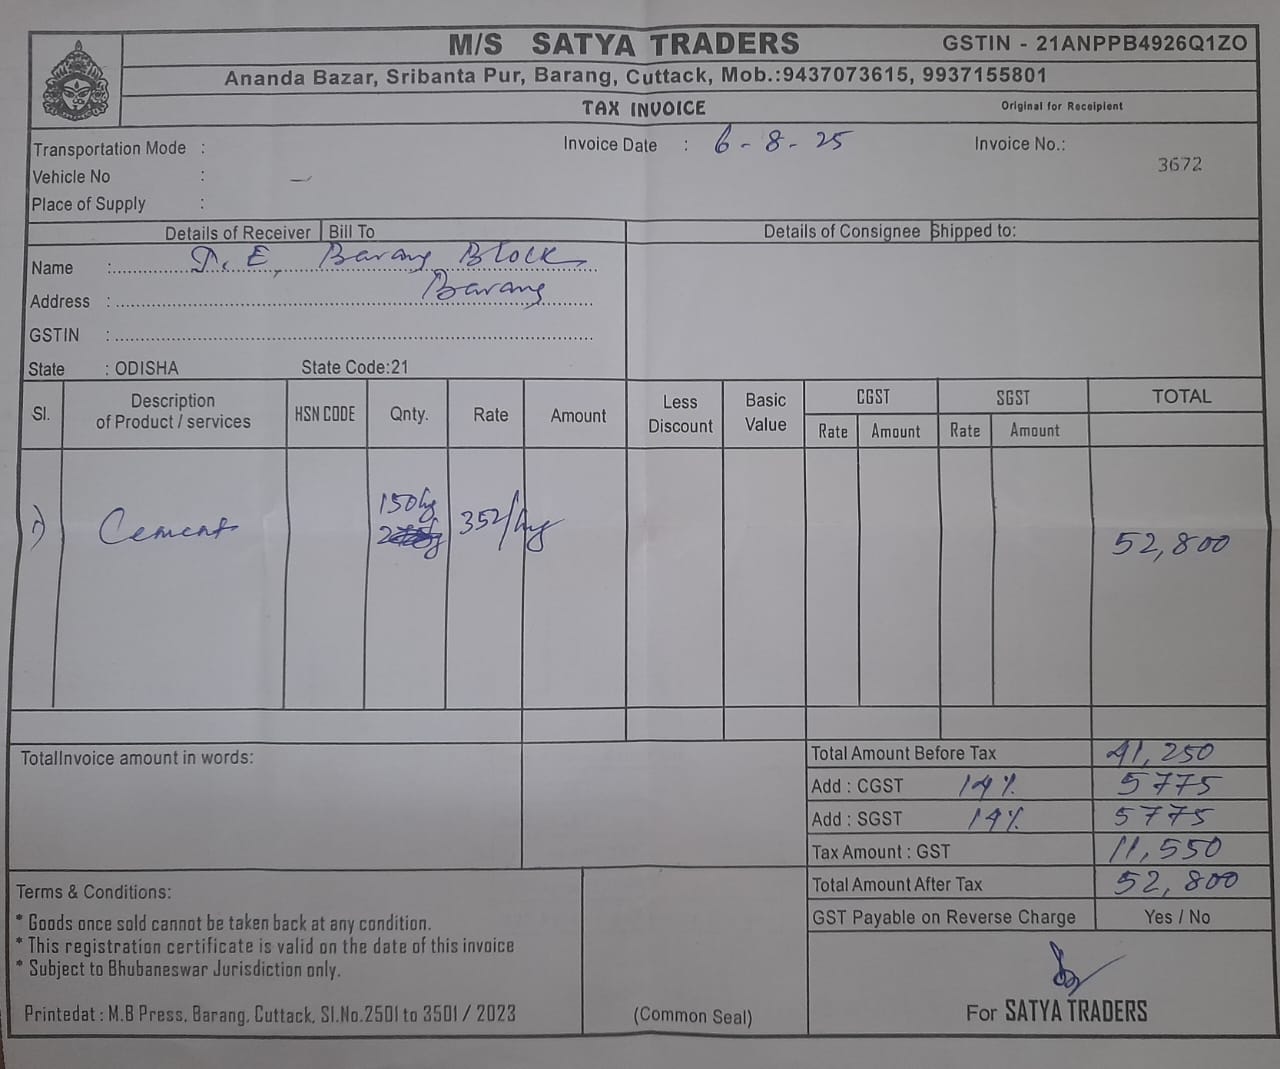 M/S SATYA TRADERS GSTIN - 21ANPPB4926Q1ZO
Ananda Bazar, Sribanta Pur, Barang, Cuttack, Mob.:9437073615, 9937155801
TAX INVOICE Original for Receipient
Transportation Mode : Invoice Date : 6-8-25 Invoice No.: 3672
Vehicle No : —
Place of Supply :
Details of Receiver Bill To Details of Consignee Shipped to:
Name : J.E, Barang Block
Address : Barang
GSTIN :
State : ODISHA State Code:21
Sl. Description of Product / services HSN CODE Qnty. Rate Amount Less Discount Basic Value CGST SGST TOTAL
Rate Amount Rate Amount
1) Cement 150bg 352/bg 52,800
TotalInvoice amount in words:
Total Amount Before Tax 41,250
Add : CGST 14% 5775
Add : SGST 14% 5775
Tax Amount : GST 11,550
Total Amount After Tax 52,800
GST Payable on Reverse Charge Yes / No
Terms & Conditions:
* Goods once sold cannot be taken back at any condition.
* This registration certificate is valid on the date of this invoice
* Subject to Bhubaneswar Jurisdiction only.
Printedat : M.B Press, Barang, Cuttack, Sl.No.2501 to 3501 / 2023
(Common Seal)
For SATYA TRADERS